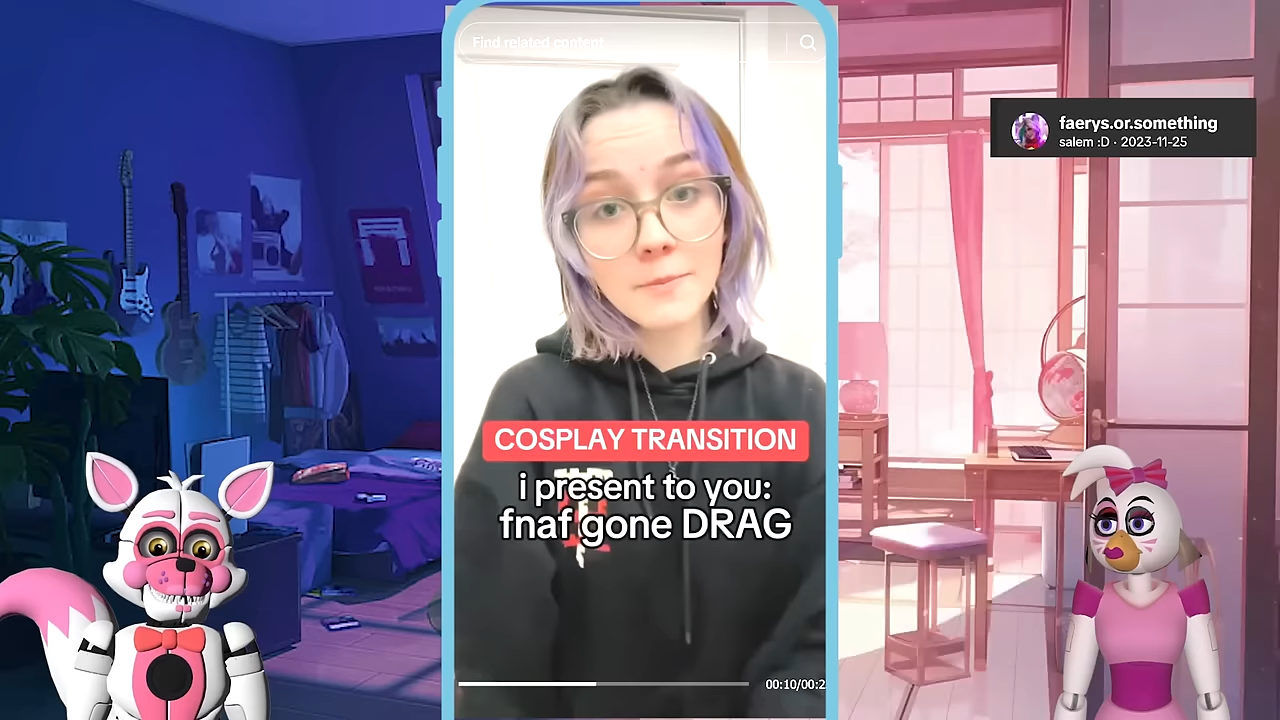 Find related content
faerys.or.something
salem :D · 2023-11-25
COSPLAY TRANSITION
i present to you:
fnaf gone DRAG
00:10/00:2